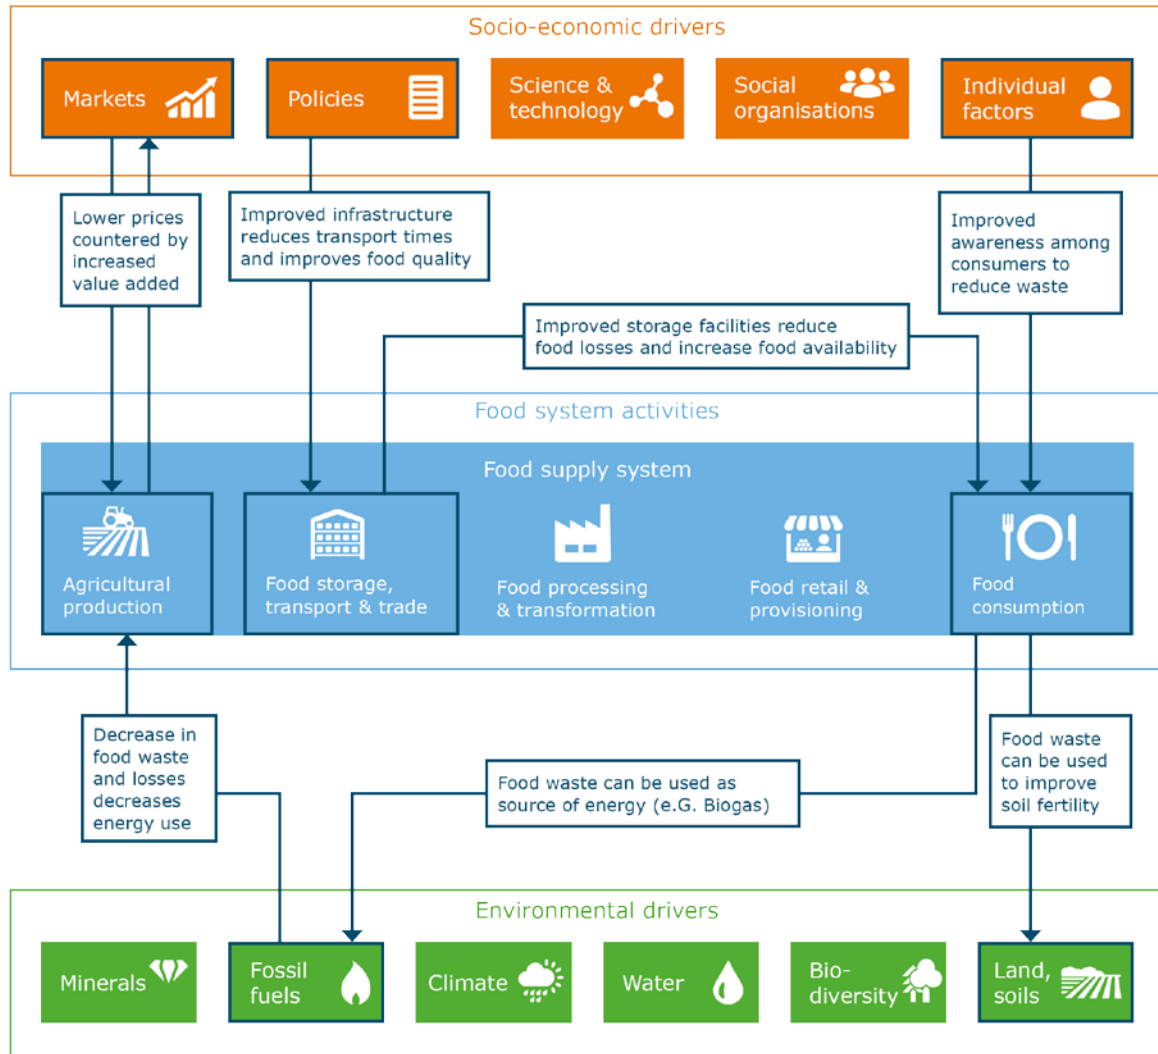 Socio-economic drivers
Markets
Policies
Science &
technology
Social
organisations
Individual
factors
Lower prices
countered by
increased
value added
Improved infrastructure
reduces transport times
and improves food quality
Improved
awareness among
consumers to
reduce waste
Improved storage facilities reduce
food losses and increase food availability
Food system activities
Food supply system
Agricultural
production
Food storage,
transport & trade
Food processing
& transformation
Food retail &
provisioning
Food
consumption
Decrease in
food waste
and losses
decreases
energy use
Food waste can be used as
source of energy (e.G. Biogas)
Food waste
can be used
to improve
soil fertility
Environmental drivers
Minerals
Fossil
fuels
Climate
Water
Bio-
diversity
Land,
soils